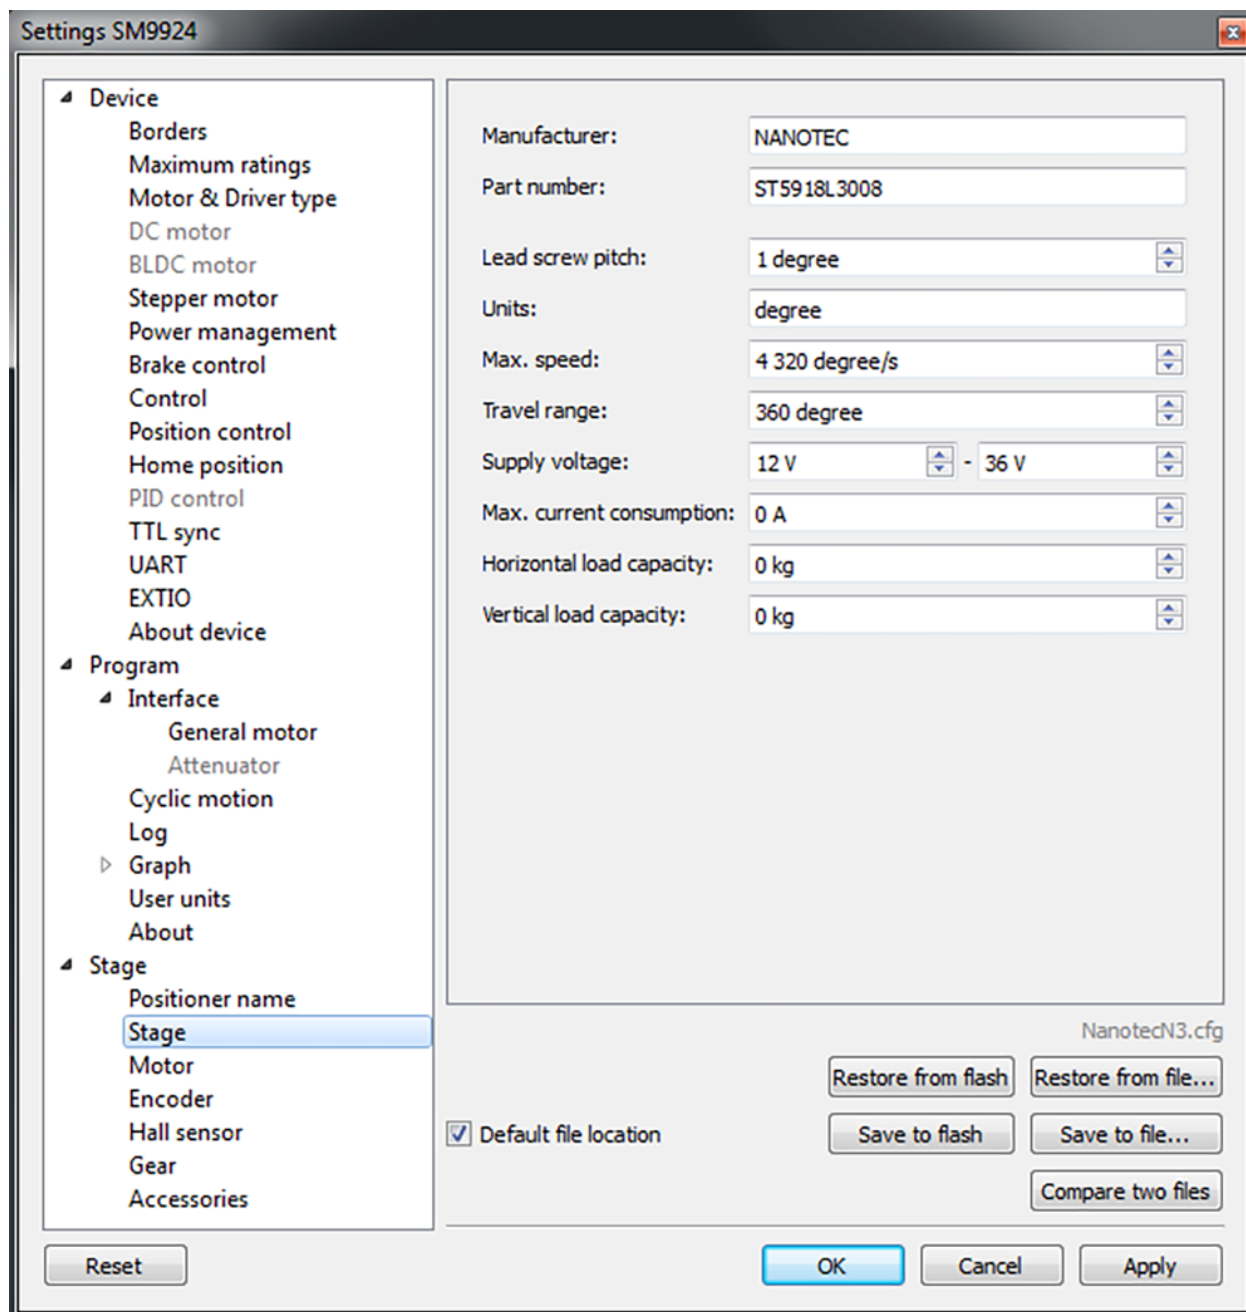 Settings SM9924
Device
Borders
Maximum ratings
Motor & Driver type
DC motor
BLDC motor
Stepper motor
Power management
Brake control
Control
Position control
Home position
PID control
TTL sync
UART
EXTIO
About device
Program
Interface
General motor
Attenuator
Cyclic motion
Log
Graph
User units
About
Stage
Positioner name
Stage
Motor
Encoder
Hall sensor
Gear
Accessories
Manufacturer: NANOTEC
Part number: ST5918L3008
Lead screw pitch: 1 degree
Units: degree
Max. speed: 4 320 degree/s
Travel range: 360 degree
Supply voltage: 12 V - 36 V
Max. current consumption: 0 A
Horizontal load capacity: 0 kg
Vertical load capacity: 0 kg
NanotecN3.cfg
Restore from flash Restore from file...
Default file location Save to flash Save to file...
Compare two files
Reset OK Cancel Apply